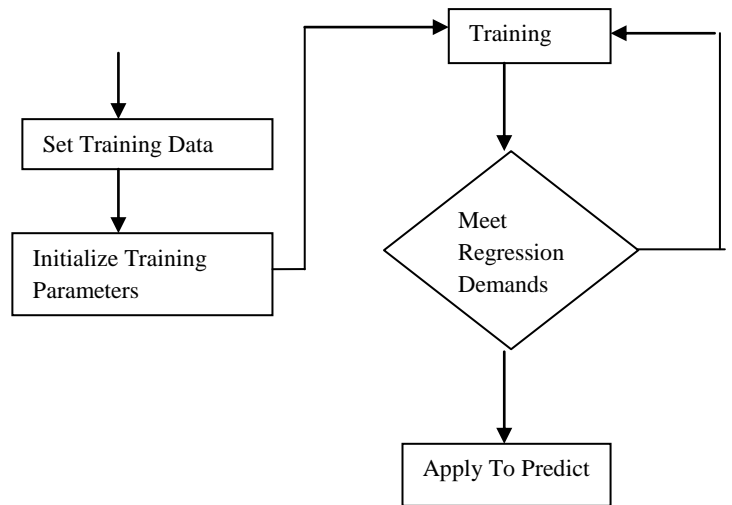 Set Training Data
Initialize Training
Parameters
Training
Meet
Regression
Demands
Apply To Predict